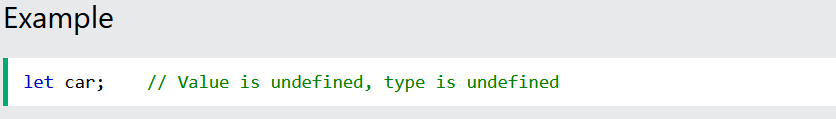 Example
let car;    // Value is undefined, type is undefined